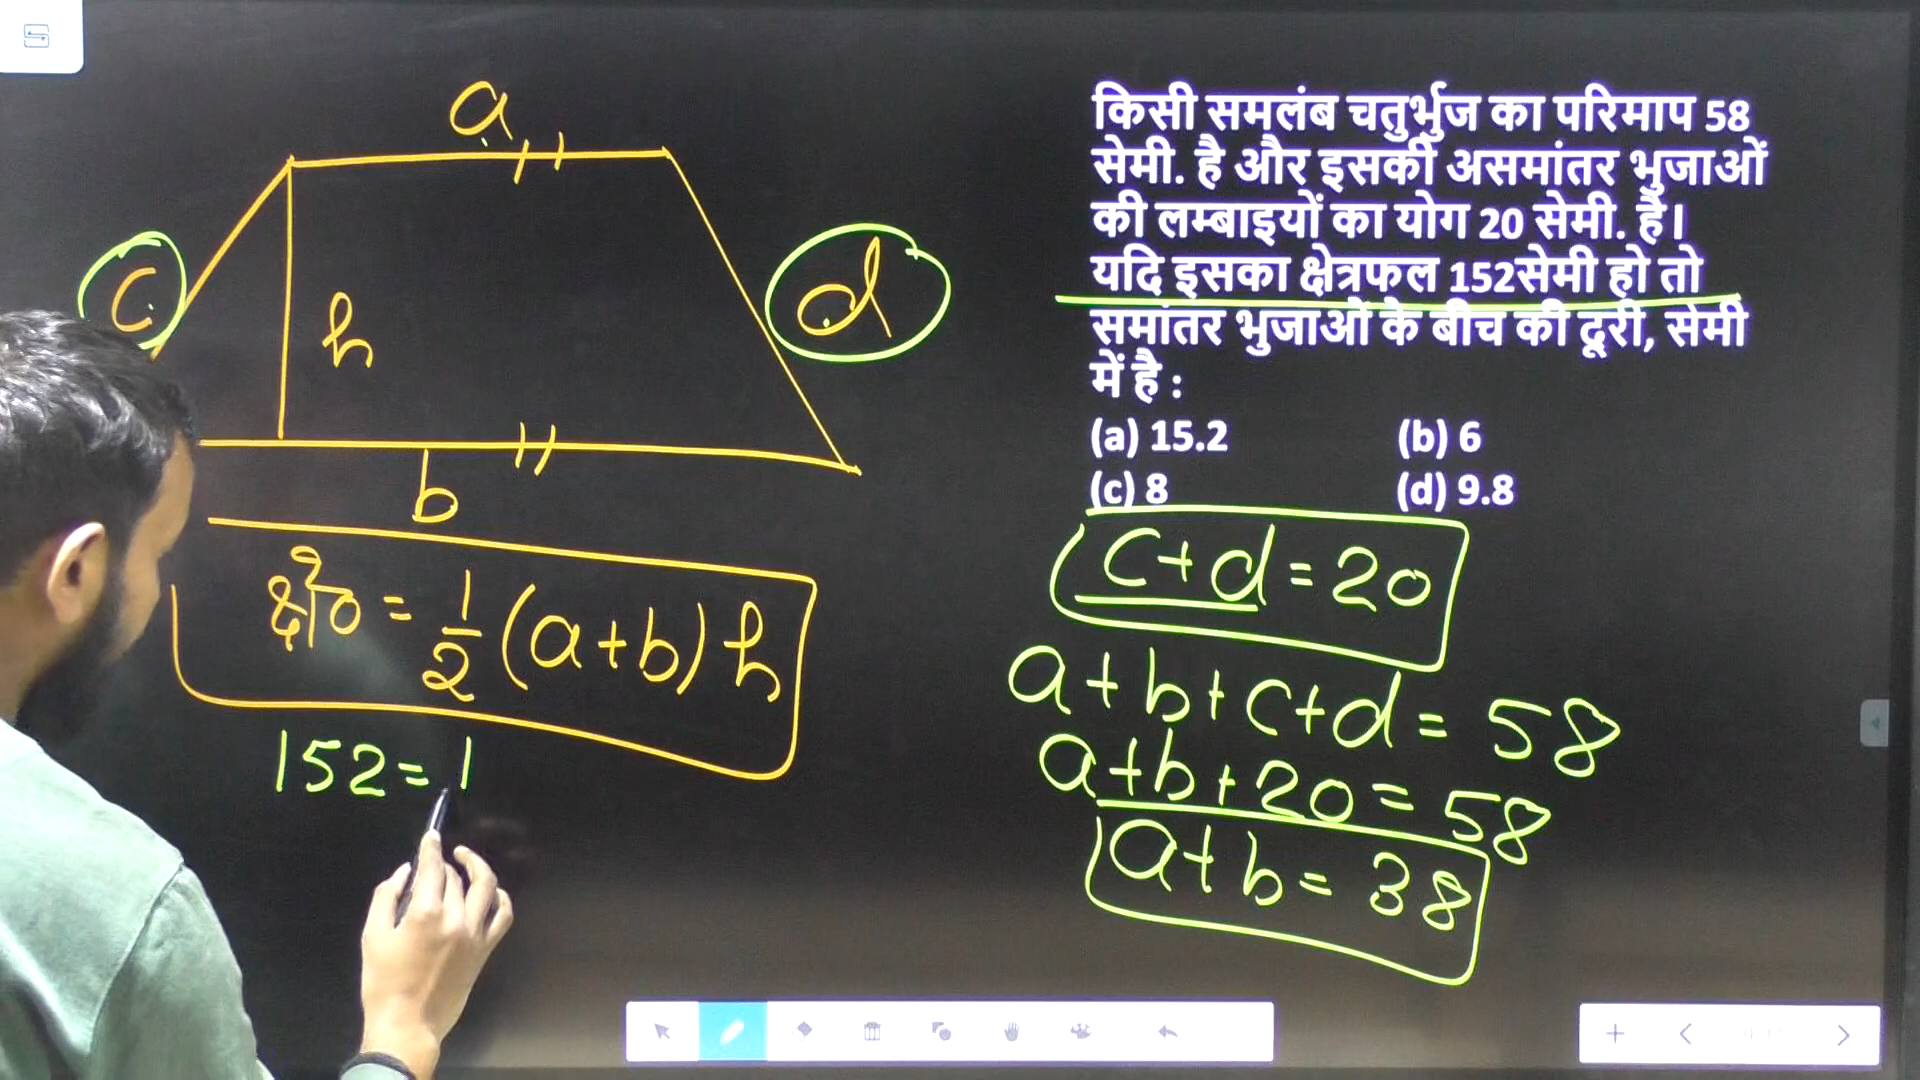 a
c
h
d
b
क्षे० = 1/2 (a+b) h
152 = 1
किसी समलंब चतुर्भुज का परिमाप 58
सेमी. है और इसकी असमांतर भुजाओं
की लम्बाइयों का योग 20 सेमी. है।
यदि इसका क्षेत्रफल 152सेमी हो तो
समांतर भुजाओं के बीच की दूरी, सेमी
में है :
(a) 15.2 (b) 6
(c) 8 (d) 9.8
c+d = 20
a+b+c+d = 58
a+b+20 = 58
a+b = 38